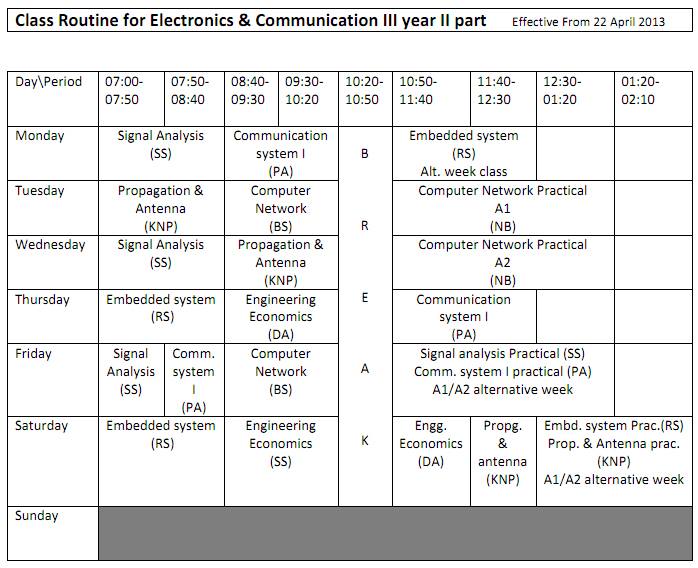 Class Routine for Electronics & Communication III year II part Effective From 22 April 2013
Day\Period
07:00-
07:50
07:50-
08:40
08:40-
09:30
09:30-
10:20
10:20-
10:50
10:50-
11:40
11:40-
12:30
12:30-
01:20
01:20-
02:10
Monday
Signal Analysis
(SS)
Communication
system I
(PA)
B
Embedded system
(RS)
Alt. week class
Tuesday
Propagation &
Antenna
(KNP)
Computer
Network
(BS)
R
Computer Network Practical
A1
(NB)
Wednesday
Signal Analysis
(SS)
Propagation &
Antenna
(KNP)
Computer Network Practical
A2
(NB)
Thursday
Embedded system
(RS)
Engineering
Economics
(DA)
E
Communication
system I
(PA)
Friday
Signal
Analysis
(SS)
Comm.
system
I
(PA)
Computer
Network
(BS)
A
Signal analysis Practical (SS)
Comm. system I practical (PA)
A1/A2 alternative week
Saturday
Embedded system
(RS)
Engineering
Economics
(SS)
K
Engg.
Economics
(DA)
Propg.
&
antenna
(KNP)
Embd. system Prac.(RS)
Prop. & Antenna prac.
(KNP)
A1/A2 alternative week
Sunday